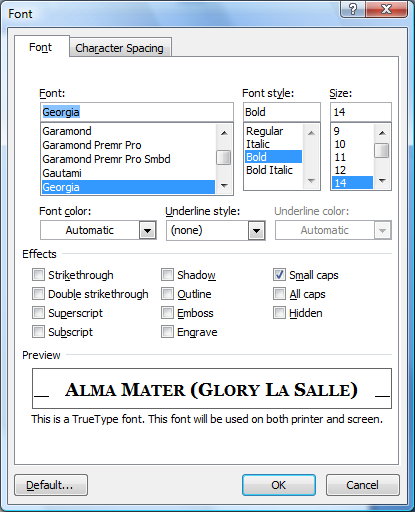 Font
Font Character Spacing
Font: Font style: Size:
Georgia Bold 14
Garamond Regular 9
Garamond Premr Pro Italic 10
Garamond Premr Pro Smbd Bold 11
Gautami Bold Italic 12
Georgia 14
Font color: Underline style: Underline color:
Automatic (none) Automatic
Effects
Strikethrough Shadow Small caps
Double strikethrough Outline All caps
Superscript Emboss Hidden
Subscript Engrave
Preview
ALMA MATER (GLORY LA SALLE)
This is a TrueType font. This font will be used on both printer and screen.
Default... OK Cancel